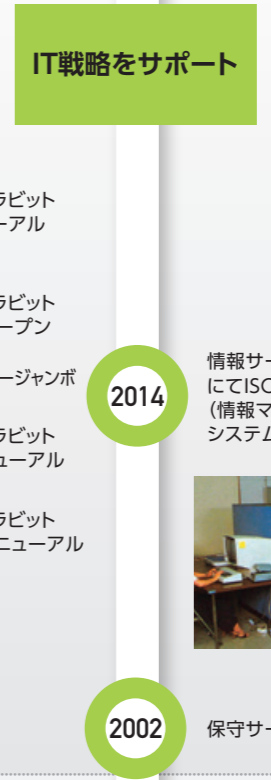 IT戦略をサポート
ラビット
ーアル
ラビット
ープン
ージャンボ
ラビット
ューアル
ラビット
ニューアル
2014
情報サー
にてISO
（情報マ
システム
2002
保守サー